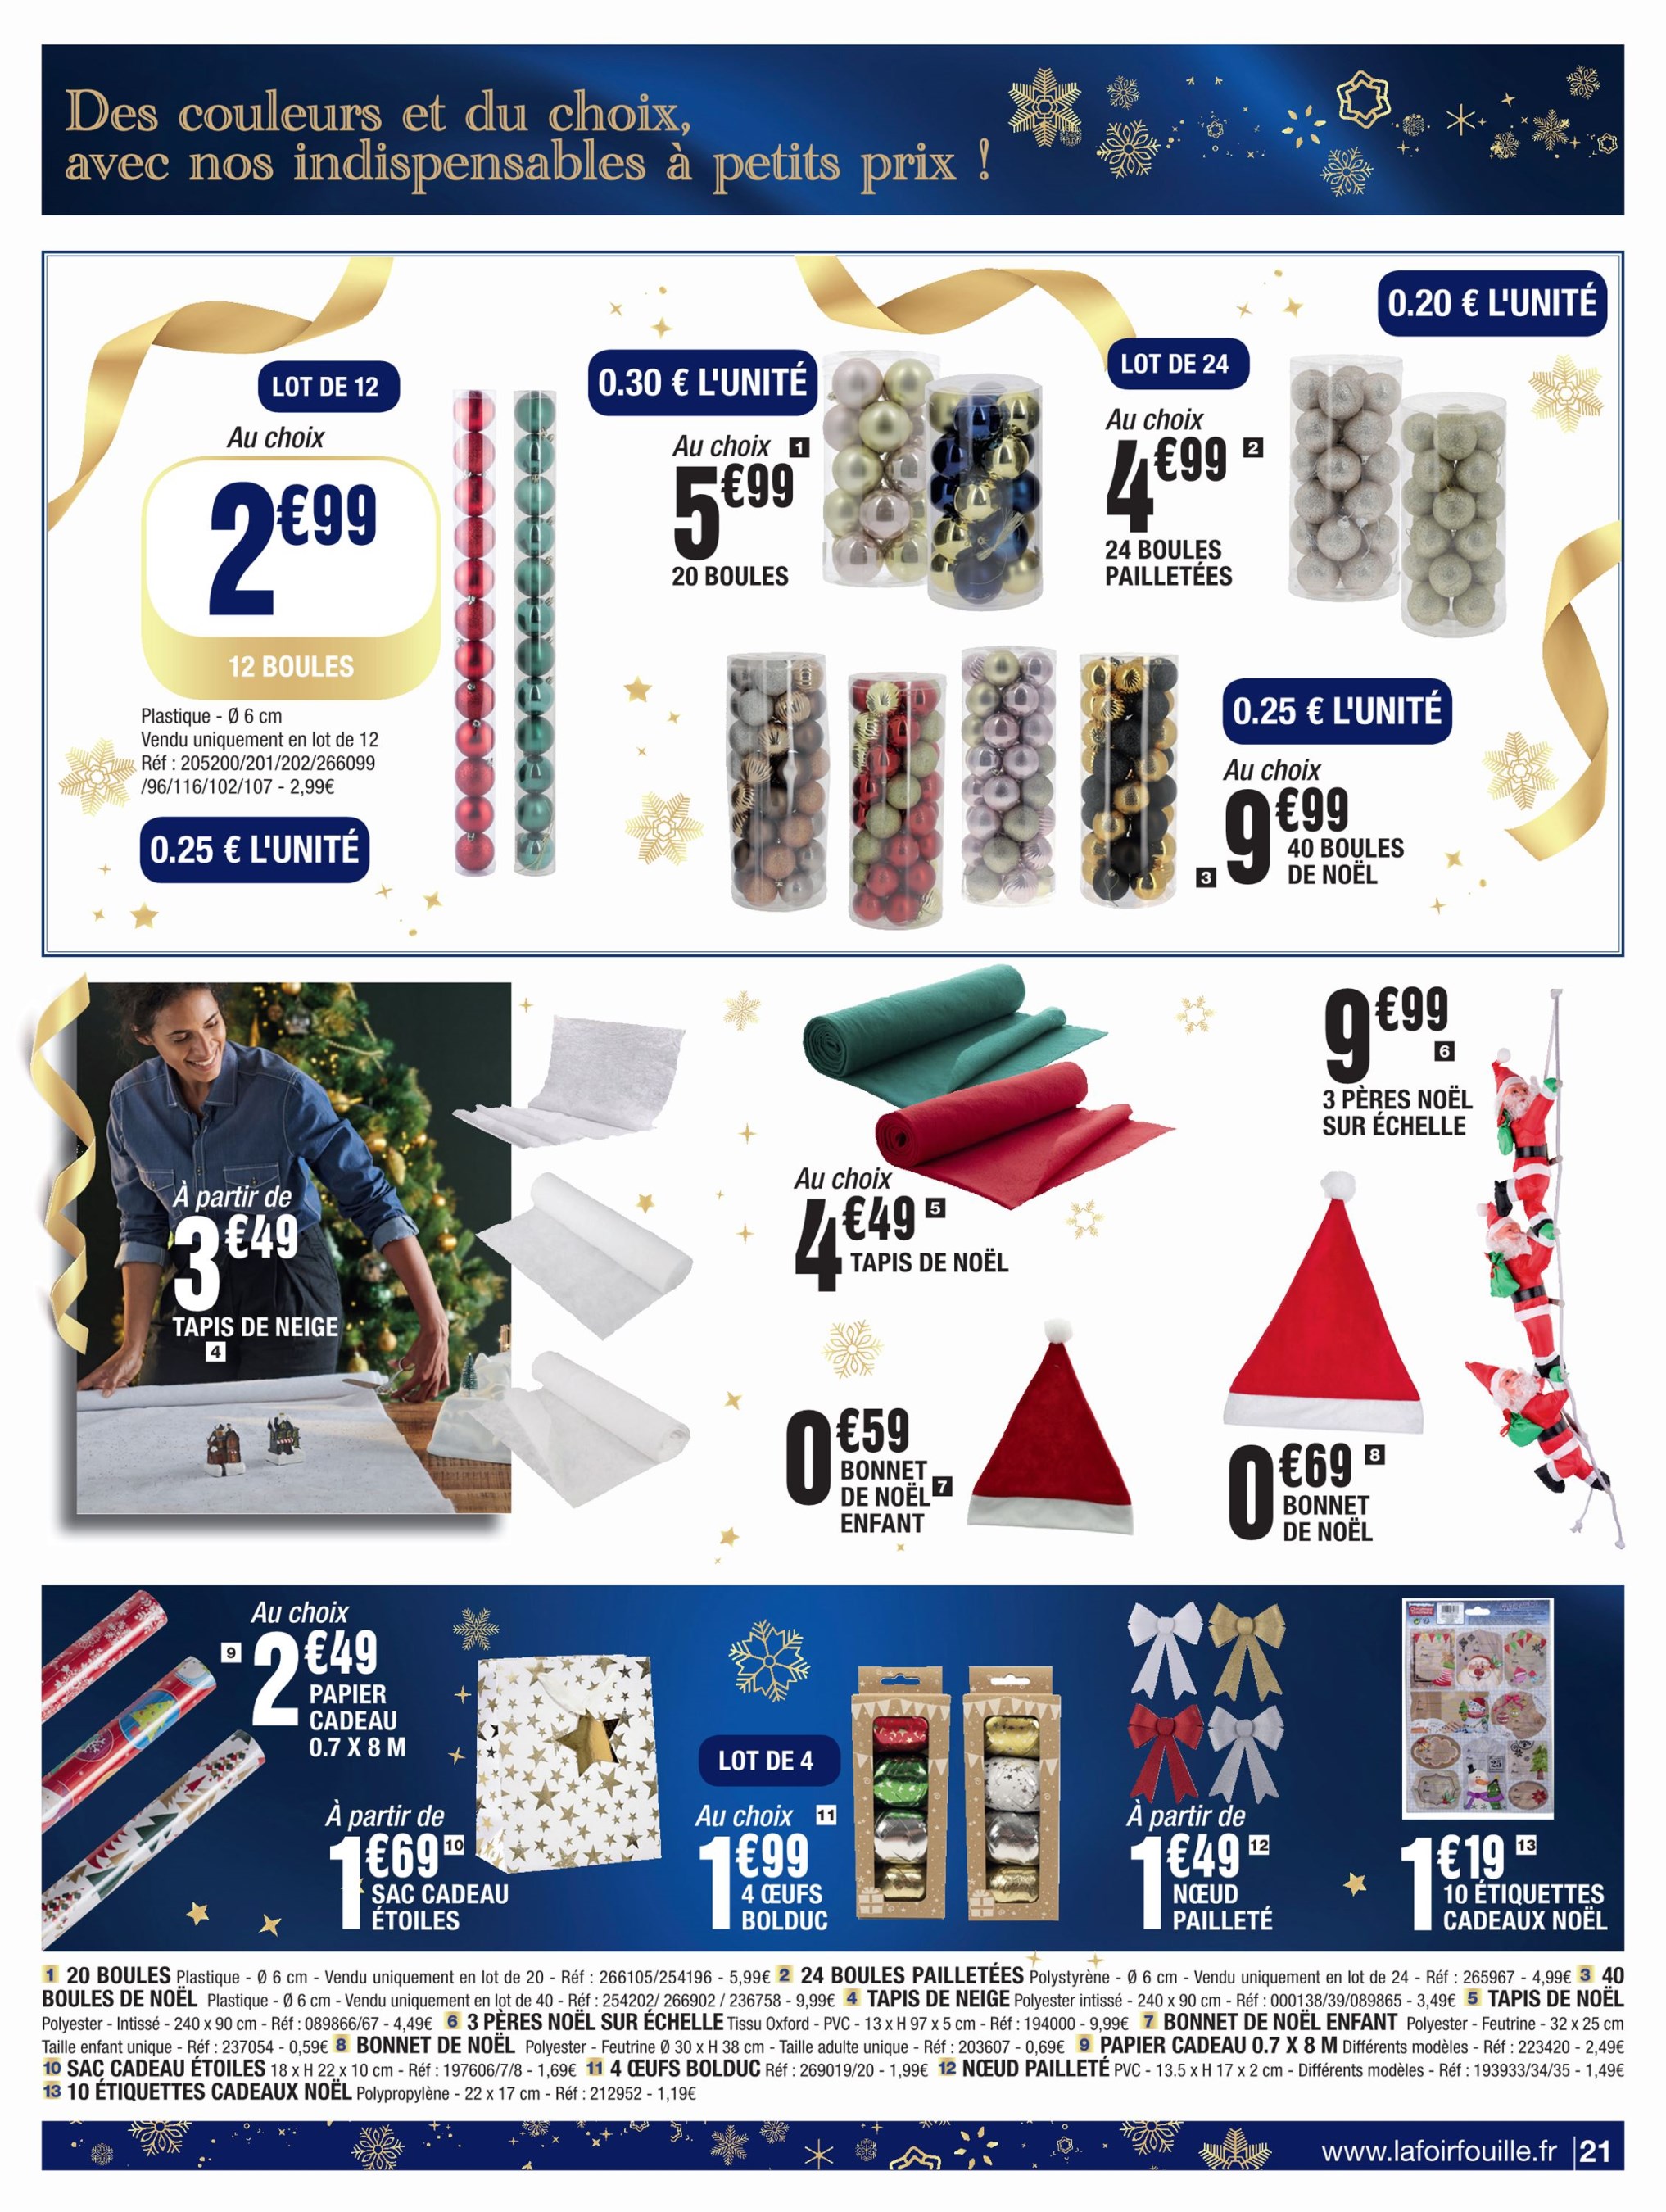 Des couleurs et du choix,
avec nos indispensables à petits prix !
LOT DE 12
Au choix
2€99
12 BOULES
Plastique - Ø 6 cm
Vendu uniquement en lot de 12
Réf : 205200/201/202/266099
/96/116/102/107 - 2,99€
0.25 € L'UNITÉ
0.30 € L'UNITÉ
Au choix 1
5€99
20 BOULES
0.20 € L'UNITÉ
LOT DE 24
Au choix
4€99 2
24 BOULES
PAILLETÉES
0.25 € L'UNITÉ
Au choix
9€99
40 BOULES
DE NOËL
3
À partir de
3€49
TAPIS DE NEIGE
4
Au choix
4€49 5
TAPIS DE NOËL
9€99
6
3 PÈRES NOËL
SUR ÉCHELLE
0€59
BONNET
DE NOËL 7
ENFANT
0€69 8
BONNET
DE NOËL
Au choix
9 2€49
PAPIER
CADEAU
0.7 X 8 M
À partir de
1€69 10
SAC CADEAU
ÉTOILES
LOT DE 4
Au choix 11
1€99
4 ŒUFS
BOLDUC
À partir de
1€49 12
NŒUD
PAILLETÉ
1€19 13
10 ÉTIQUETTES
CADEAUX NOËL
1 20 BOULES Plastique - Ø 6 cm - Vendu uniquement en lot de 20 - Réf : 266105/254196 - 5,99€ 2 24 BOULES PAILLETÉES Polystyrène - Ø 6 cm - Vendu uniquement en lot de 24 - Réf : 265967 - 4,99€ 3 40
BOULES DE NOËL Plastique - Ø 6 cm - Vendu uniquement en lot de 40 - Réf : 254202/ 266902 / 236758 - 9,99€ 4 TAPIS DE NEIGE Polyester intissé - 240 x 90 cm - Réf : 000138/39/089865 - 3,49€ 5 TAPIS DE NOËL
Polyester - Intissé - 240 x 90 cm - Réf : 089866/67 - 4,49€ 6 3 PÈRES NOËL SUR ÉCHELLE Tissu Oxford - PVC - 13 x H 97 x 5 cm - Réf : 194000 - 9,99€ 7 BONNET DE NOËL ENFANT Polyester - Feutrine - 32 x 25 cm
Taille enfant unique - Réf : 237054 - 0,59€ 8 BONNET DE NOËL Polyester - Feutrine Ø 30 x H 38 cm - Taille adulte unique - Réf : 203607 - 0,69€ 9 PAPIER CADEAU 0.7 X 8 M Différents modèles - Réf : 223420 - 2,49€
10 SAC CADEAU ÉTOILES 18 x H 22 x 10 cm - Réf : 197606/7/8 - 1,69€ 11 4 ŒUFS BOLDUC Réf : 269019/20 - 1,99€ 12 NŒUD PAILLETÉ PVC - 13.5 x H 17 x 2 cm - Différents modèles - Réf : 193933/34/35 - 1,49€
13 10 ÉTIQUETTES CADEAUX NOËL Polypropylène - 22 x 17 cm - Réf : 212952 - 1,19€
www.lafoirfouille.fr | 21